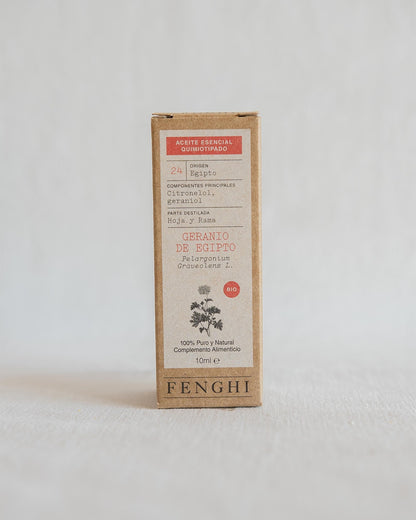 ACEITE ESENCIAL
QUIMIOTIPADO
24
ORIGEN
Egipto
COMPONENTES PRINCIPALES
Citronelol,
geraniol
PARTE DESTILADA
Hoja y Rama
GERANIO
DE EGIPTO
Pelargonium
Graveolens L.
BIO
100% Puro y Natural
Complemento Alimenticio
10ml ℮
FENGHI